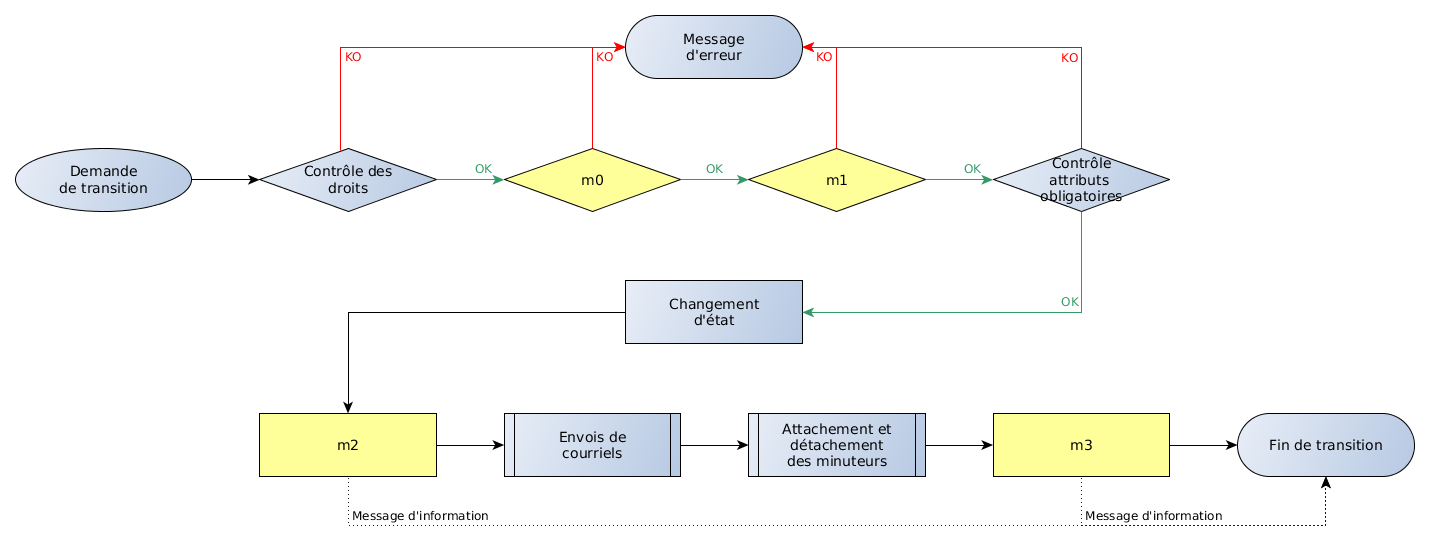 Message
d'erreur
KO
KO
KO
KO
Demande
de transition
Contrôle des
droits
OK
m0
OK
m1
OK
Contrôle
attributs
obligatoires
Changement
d'état
OK
m2
Envois de
courriels
Attachement et
détachement
des minuteurs
m3
Fin de transition
Message d'information
Message d'information